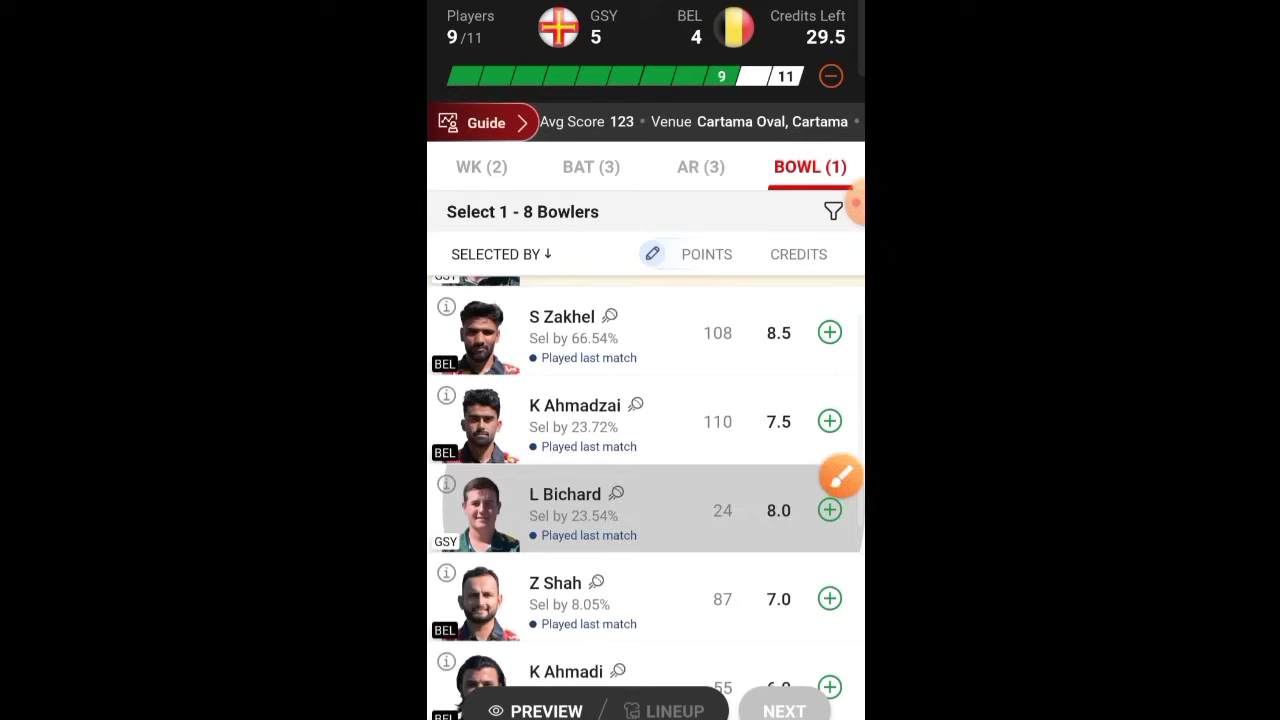 Players GSY BEL Credits Left
9/11 5 4 29.5
9 11
Guide Avg Score 123 • Venue Cartama Oval, Cartama •
WK (2) BAT (3) AR (3) BOWL (1)
Select 1 - 8 Bowlers
SELECTED BY ↓ POINTS CREDITS
GSY
S Zakhel
Sel by 66.54% 108 8.5
Played last match
BEL
K Ahmadzai
Sel by 23.72% 110 7.5
Played last match
BEL
L Bichard
Sel by 23.54% 24 8.0
Played last match
GSY
Z Shah
Sel by 8.05% 87 7.0
Played last match
BEL
K Ahmadi
55
BEL
PREVIEW / LINEUP NEXT